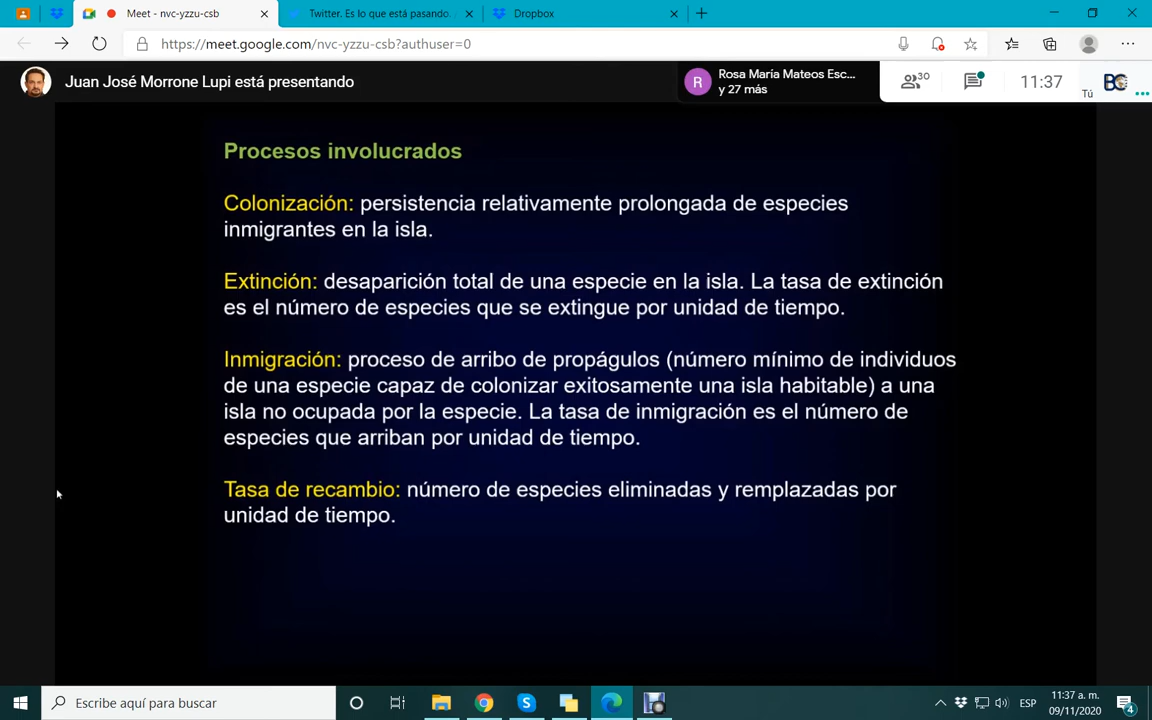 Meet - nvc-yzzu-csb
Twitter. Es lo que está pasando.
Dropbox
https://meet.google.com/nvc-yzzu-csb?authuser=0
Juan José Morrone Lupi está presentando
R
Rosa María Mateos Esc...
y 27 más
30
11:37
Tú
BC
Procesos involucrados
Colonización: persistencia relativamente prolongada de especies
inmigrantes en la isla.
Extinción: desaparición total de una especie en la isla. La tasa de extinción
es el número de especies que se extingue por unidad de tiempo.
Inmigración: proceso de arribo de propágulos (número mínimo de individuos
de una especie capaz de colonizar exitosamente una isla habitable) a una
isla no ocupada por la especie. La tasa de inmigración es el número de
especies que arriban por unidad de tiempo.
Tasa de recambio: número de especies eliminadas y remplazadas por
unidad de tiempo.
Escribe aquí para buscar
ESP
11:37 a. m.
09/11/2020
4